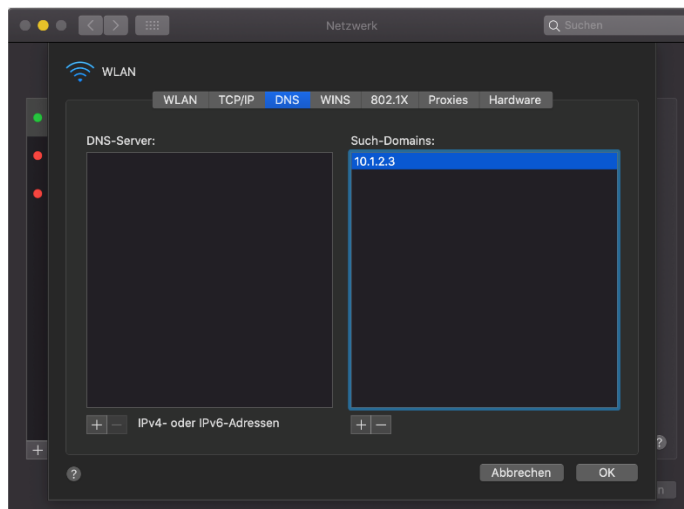 Netzwerk
Suchen
WLAN
WLAN TCP/IP DNS WINS 802.1X Proxies Hardware
DNS-Server:
Such-Domains:
10.1.2.3
+ − IPv4- oder IPv6-Adressen
+ −
+
?
?
Abbrechen
OK
n